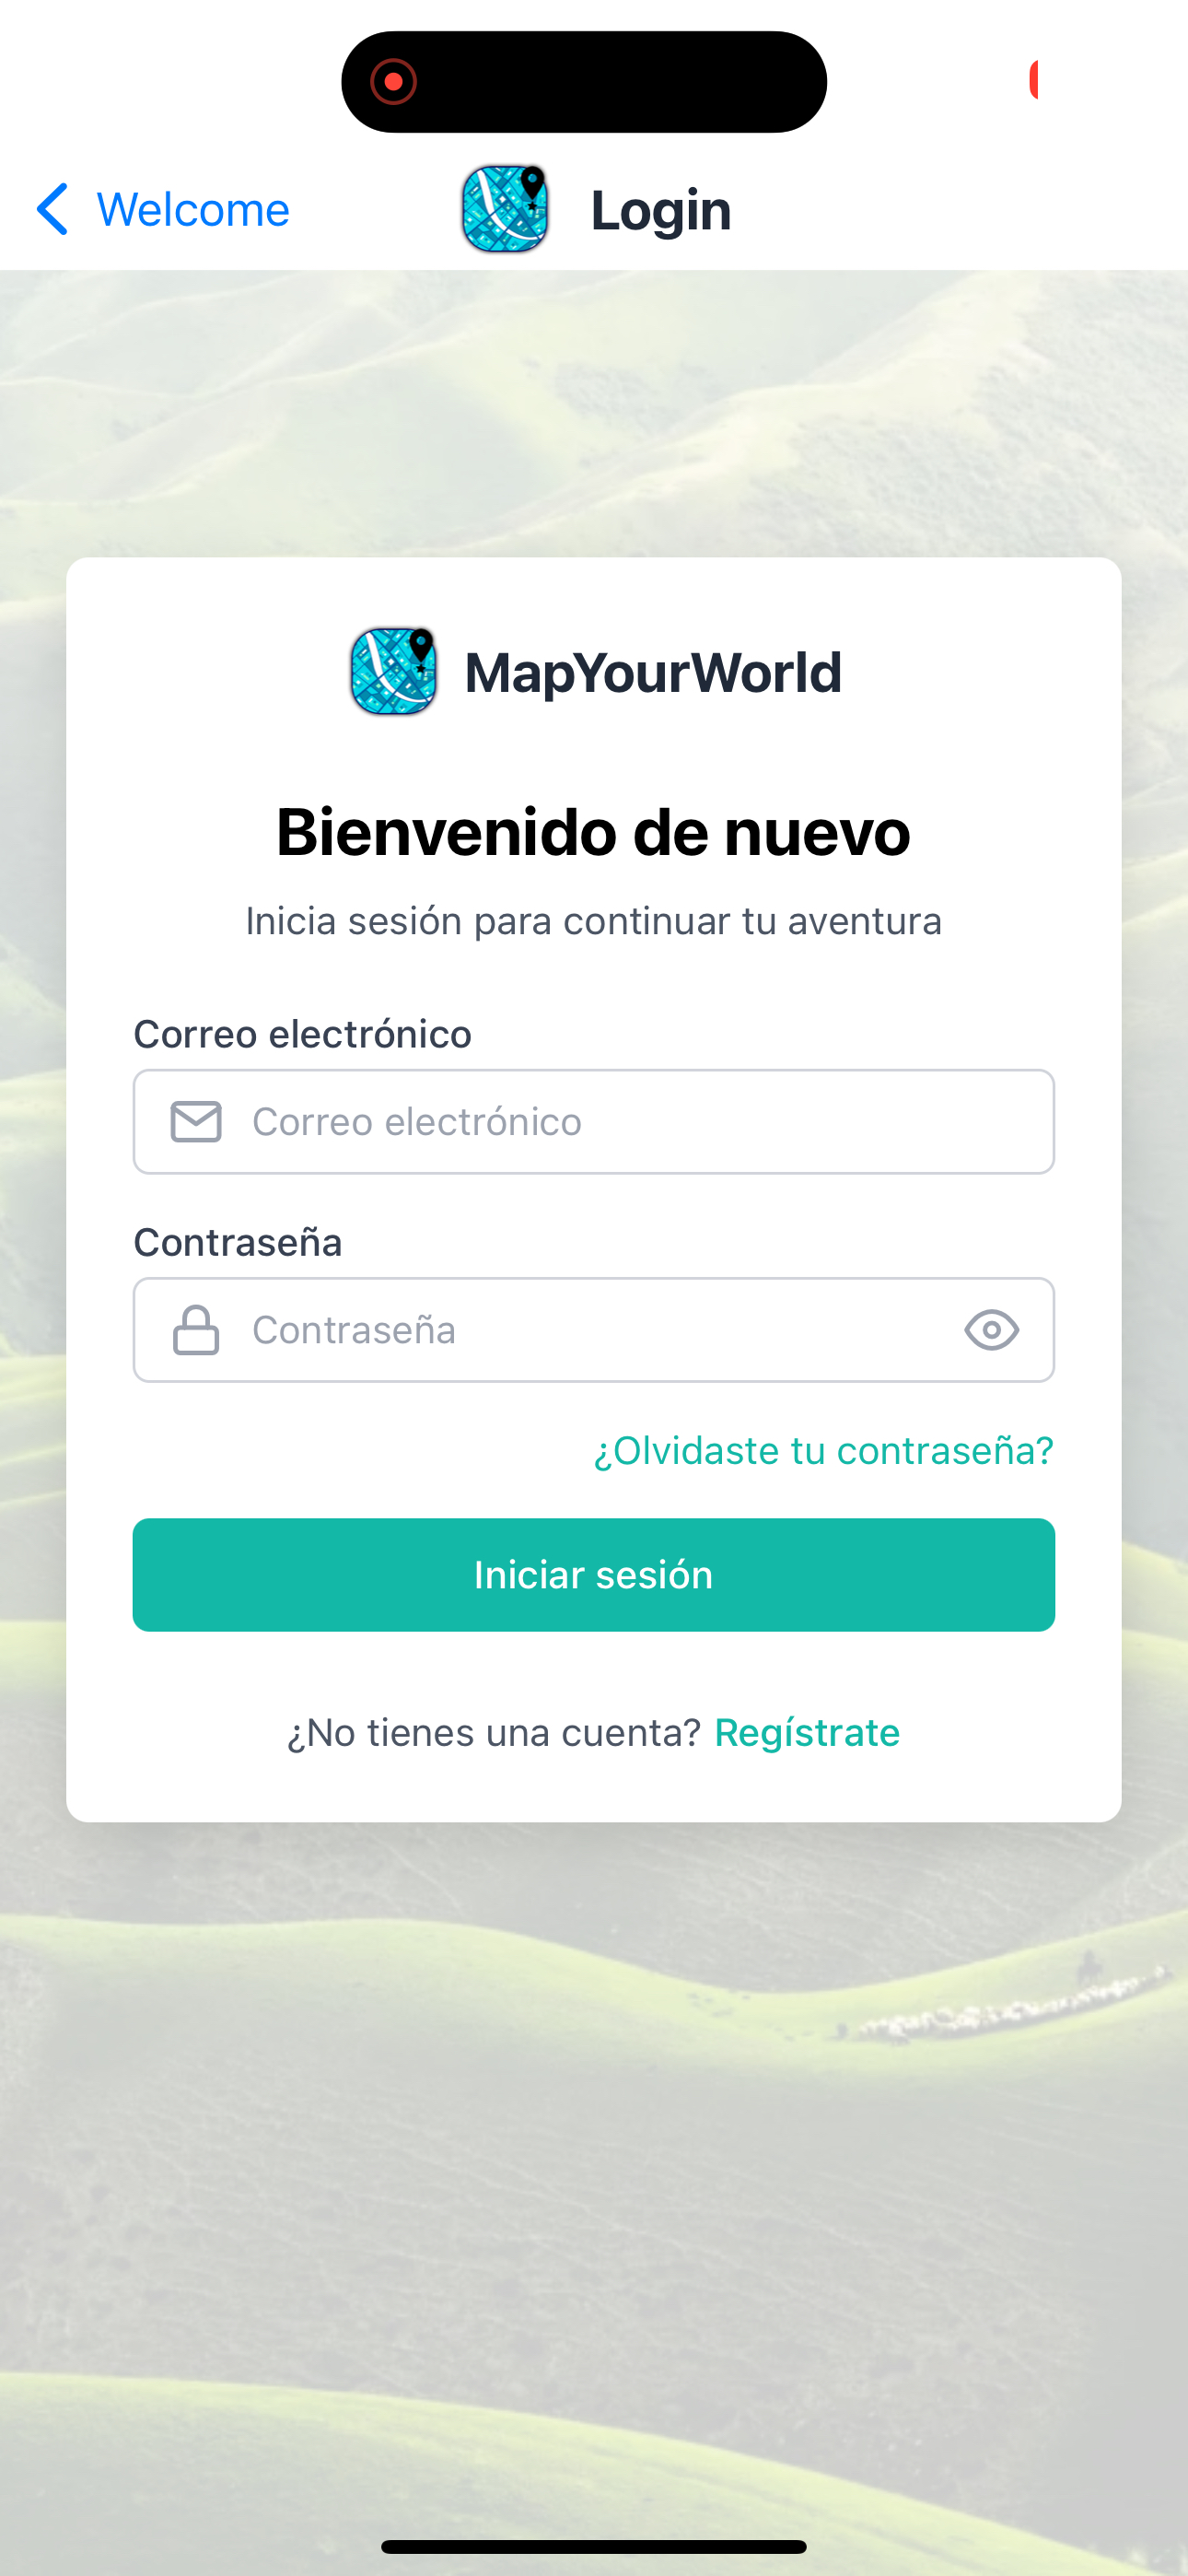 Welcome
Login
MapYourWorld
Bienvenido de nuevo
Inicia sesión para continuar tu aventura
Correo electrónico
Correo electrónico
Contraseña
Contraseña
¿Olvidaste tu contraseña?
Iniciar sesión
¿No tienes una cuenta? Regístrate